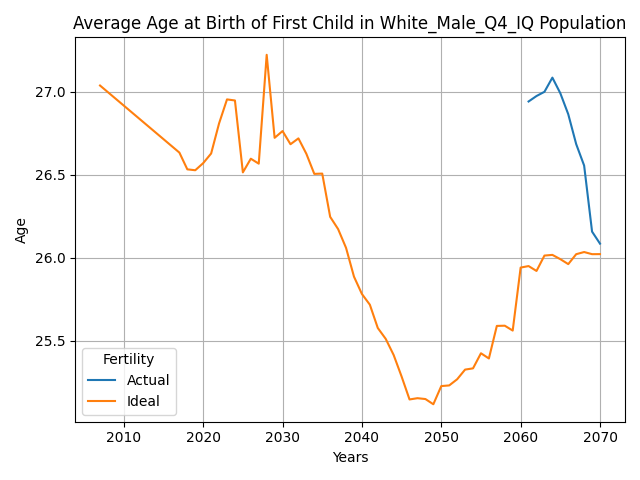 Average Age at Birth of First Child in White_Male_Q4_IQ Population
27.0
26.5
26.0
25.5
Age
Fertility
Actual
Ideal
2010 2020 2030 2040 2050 2060 2070
Years